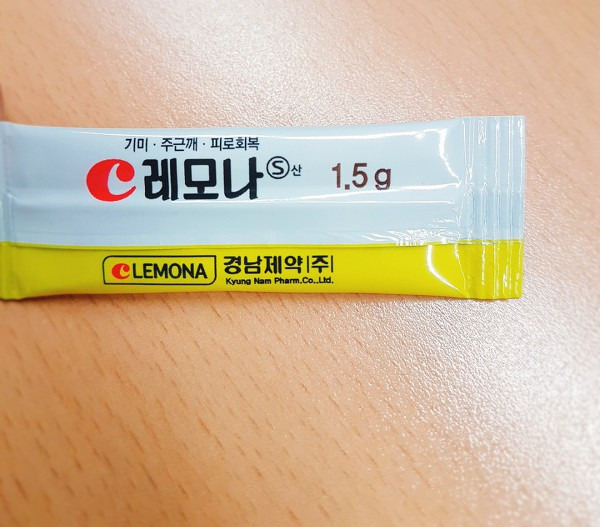 기미 · 주근깨 · 피로회복
C 레모나 S 산 1.5g
C LEMONA 경남제약(주)
Kyung Nam Pharm.Co.,Ltd.